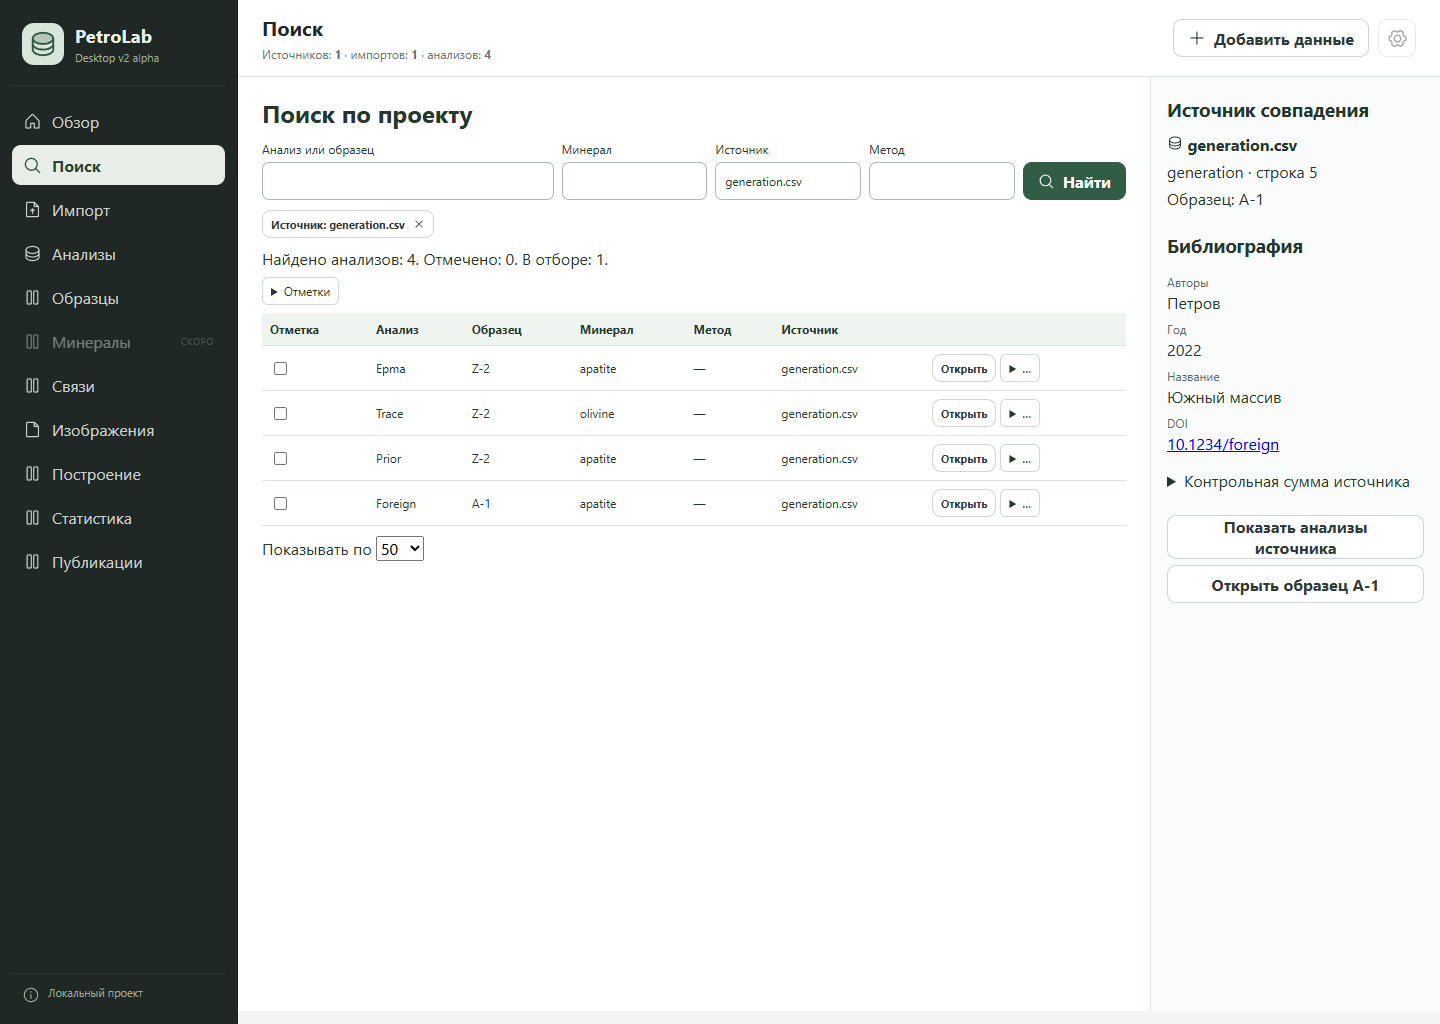 PetroLab
Desktop v2 alpha
Обзор
Поиск
Импорт
Анализы
Образцы
Минералы СКОРО
Связи
Изображения
Построение
Статистика
Публикации
Локальный проект
Поиск
Источников: 1 · импортов: 1 · анализов: 4
Добавить данные
Поиск по проекту
Анализ или образец Минерал Источник Метод
generation.csv
Найти
Источник: generation.csv ×
Найдено анализов: 4. Отмечено: 0. В отборе: 1.
▶ Отметки
Отметка Анализ Образец Минерал Метод Источник
Epma Z-2 apatite — generation.csv Открыть ▶ ...
Trace Z-2 olivine — generation.csv Открыть ▶ ...
Prior Z-2 apatite — generation.csv Открыть ▶ ...
Foreign A-1 apatite — generation.csv Открыть ▶ ...
Показывать по 50
Источник совпадения
generation.csv
generation · строка 5
Образец: A-1
Библиография
Авторы
Петров
Год
2022
Название
Южный массив
DOI
10.1234/foreign
▶ Контрольная сумма источника
Показать анализы
источника
Открыть образец A-1